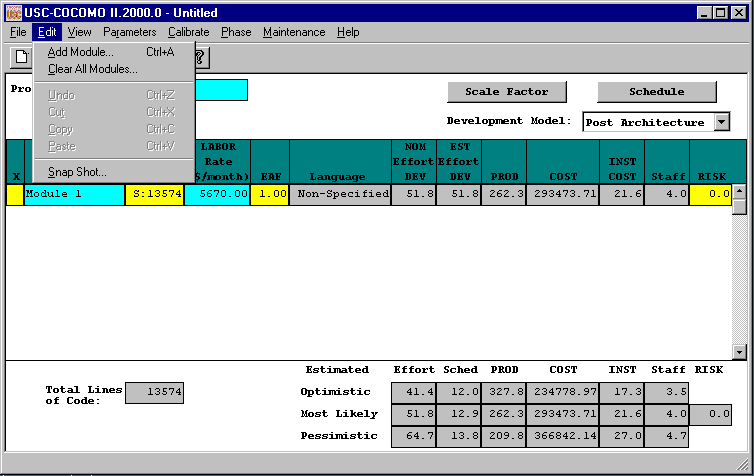 USC-COCOMO II.2000.0 - Untitled
File Edit View Parameters Calibrate Phase Maintenance Help
Add Module... Ctrl+A
Clear All Modules...
Undo Ctrl+Z
Cut Ctrl+X
Copy Ctrl+C
Paste Ctrl+V
Snap Shot...
Pro
Scale Factor Schedule
Development Model: Post Architecture
X LABOR Rate $/month) EAF Language NOM Effort DEV EST Effort DEV PROD COST INST COST Staff RISK
Module 1 S:13574 5670.00 1.00 Non-Specified 51.8 51.8 262.3 293473.71 21.6 4.0 0.0
Estimated Effort Sched PROD COST INST Staff RISK
Total Lines of Code: 13574
Optimistic 41.4 12.0 327.8 234778.97 17.3 3.5
Most Likely 51.8 12.9 262.3 293473.71 21.6 4.0 0.0
Pessimistic 64.7 13.8 209.8 366842.14 27.0 4.7